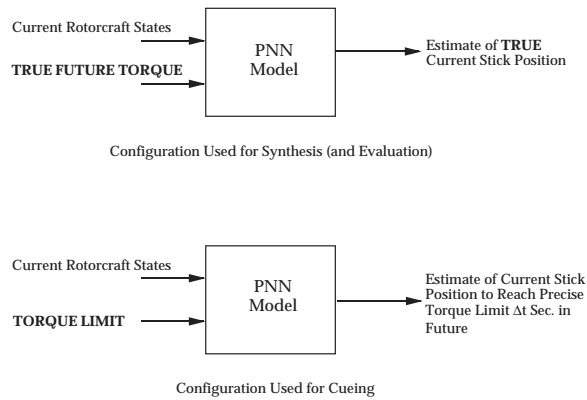 Current Rotorcraft States
TRUE FUTURE TORQUE
PNN
Model
Estimate of TRUE
Current Stick Position
Configuration Used for Synthesis (and Evaluation)
Current Rotorcraft States
TORQUE LIMIT
PNN
Model
Estimate of Current Stick
Position to Reach Precise
Torque Limit Δt Sec. in
Future
Configuration Used for Cueing